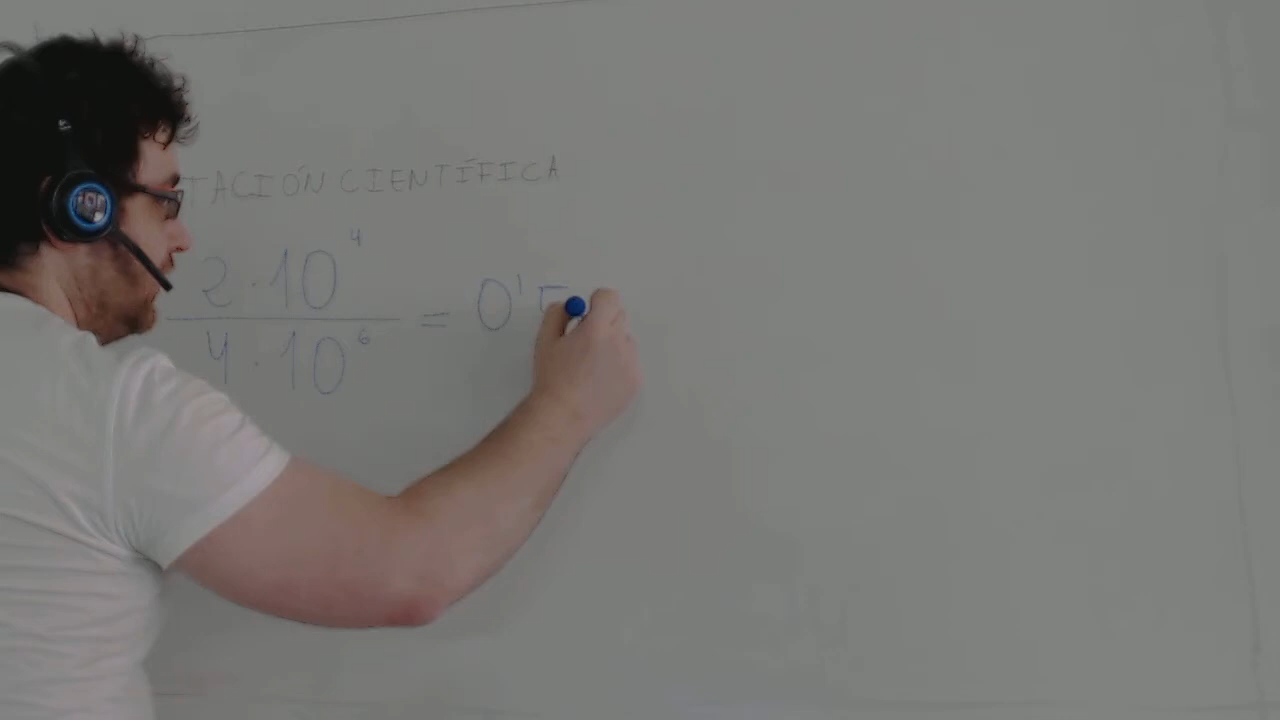 TACIÓN CIENTÍFICA
2·10⁴
4·10⁶ = 0'5